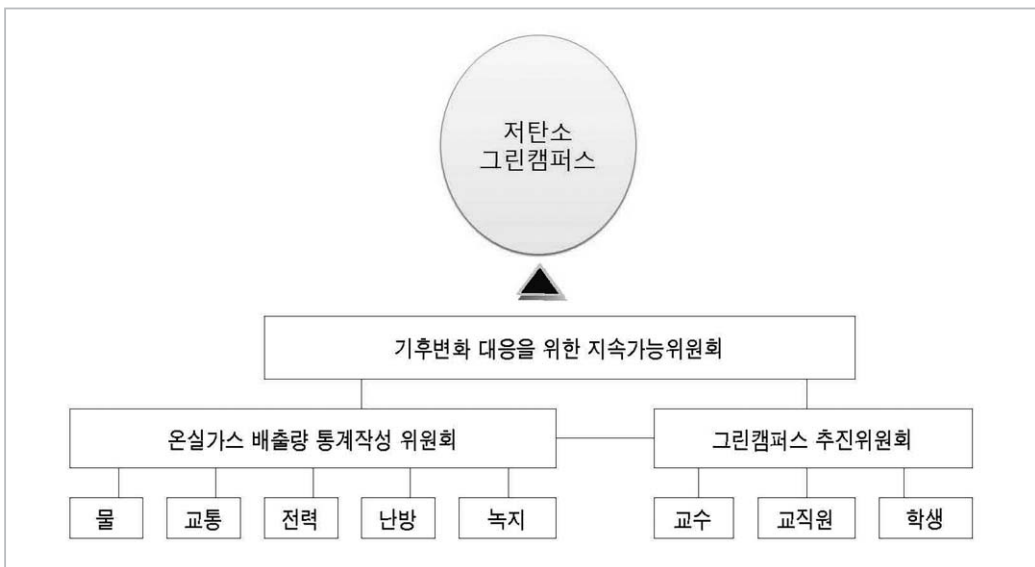 저탄소
그린캠퍼스
기후변화 대응을 위한 지속가능위원회
온실가스 배출량 통계작성 위원회
그린캠퍼스 추진위원회
물
교통
전력
난방
녹지
교수
교직원
학생